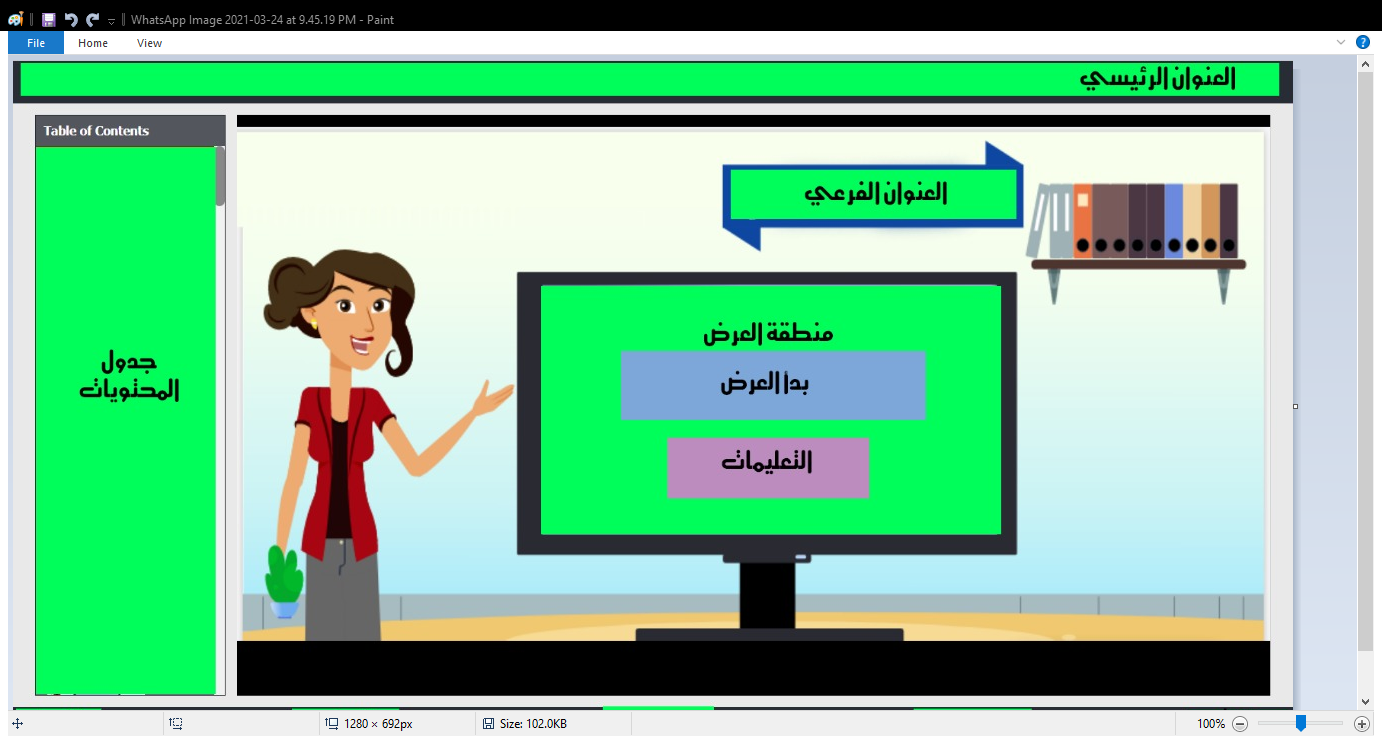 WhatsApp Image 2021-03-24 at 9.45.19 PM - Paint
File Home View
العنوان الرئيسي
Table of Contents
العنوان الفرعي
منطقة العرض
جدول
المحتويات
بدأ العرض
التعليمات
1280 × 692px
Size: 102.0KB
100%